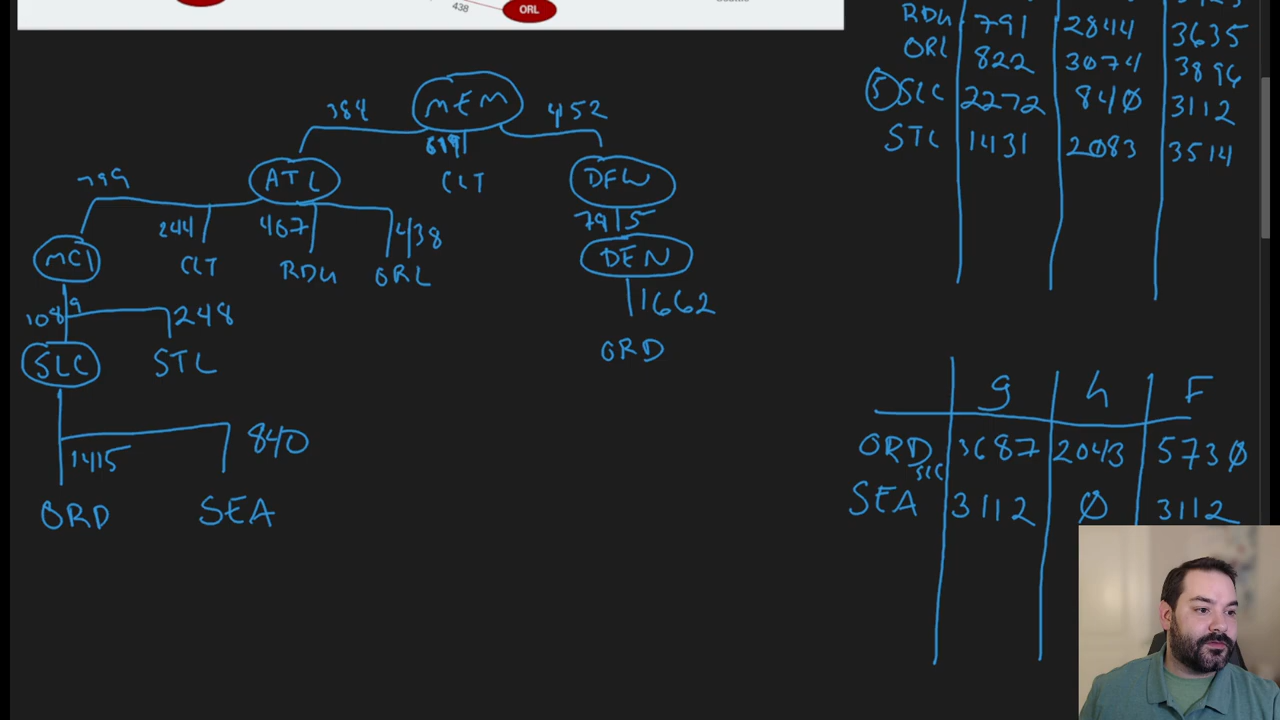 438
ORL
RDU 791 2844 3635
ORL 822 3074 3896
5 SLC 2272 840 3112
STL 1431 2083 3514
MEM
384
619
452
ATL
CLT
DFW
799
244
467
438
795
MCI
CLT
RDU
ORL
DEN
1089
248
1662
SLC
STL
ORD
1415
840
ORD
SEA
g h F
ORD SLC 3687 2043 5730
SEA 3112 0 3112